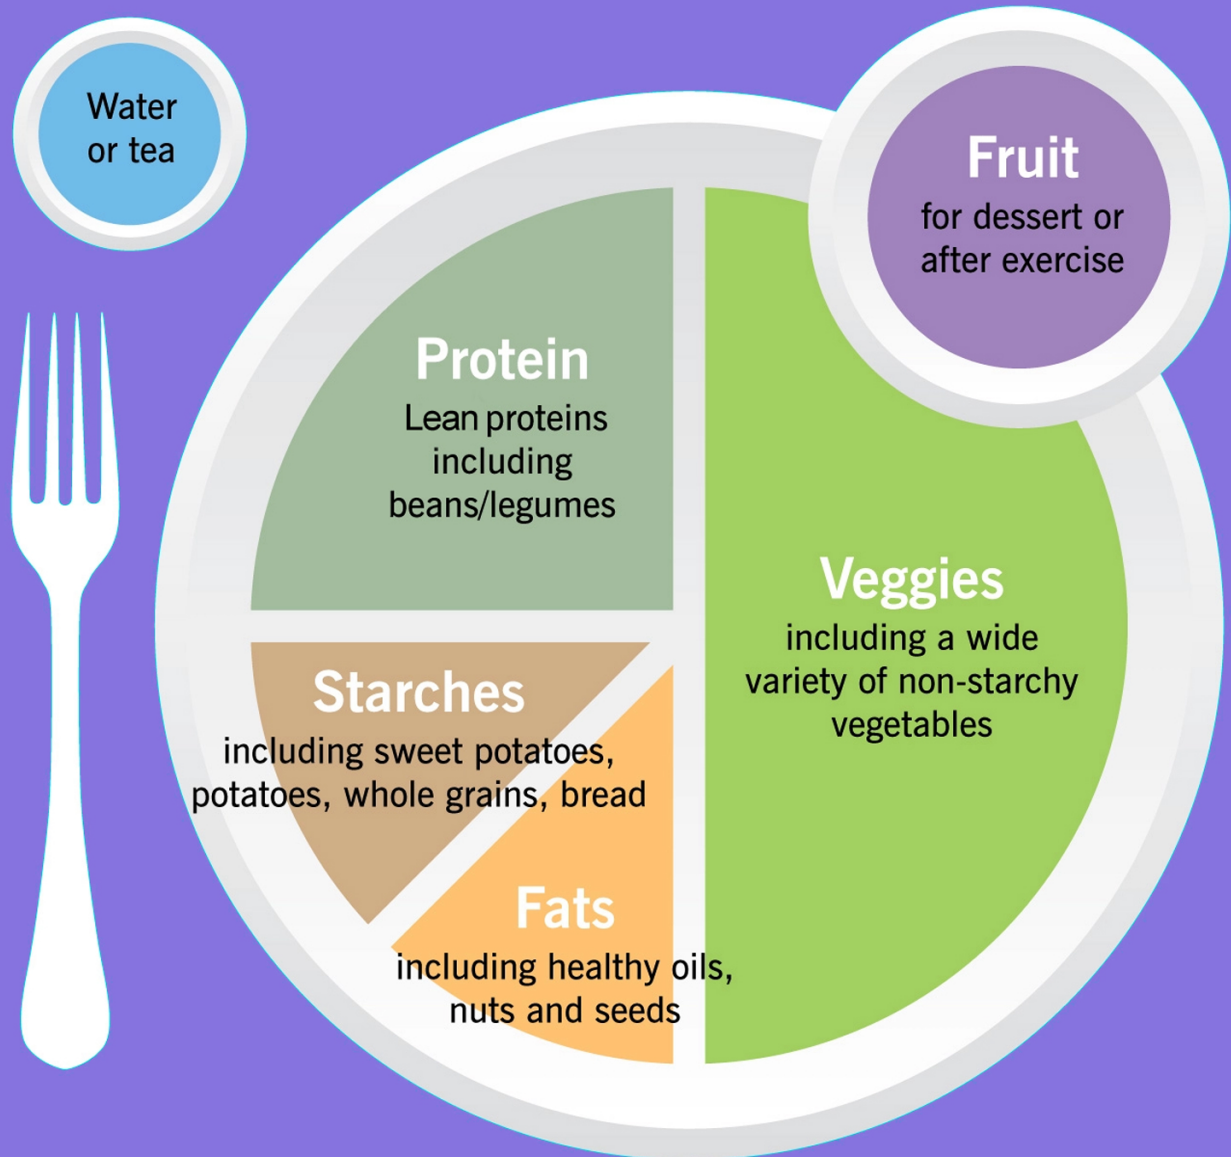 Water
or tea
Fruit
for dessert or
after exercise
Protein
Lean proteins
including
beans/legumes
Veggies
including a wide
variety of non-starchy
vegetables
Starches
including sweet potatoes,
potatoes, whole grains, bread
Fats
including healthy oils,
nuts and seeds